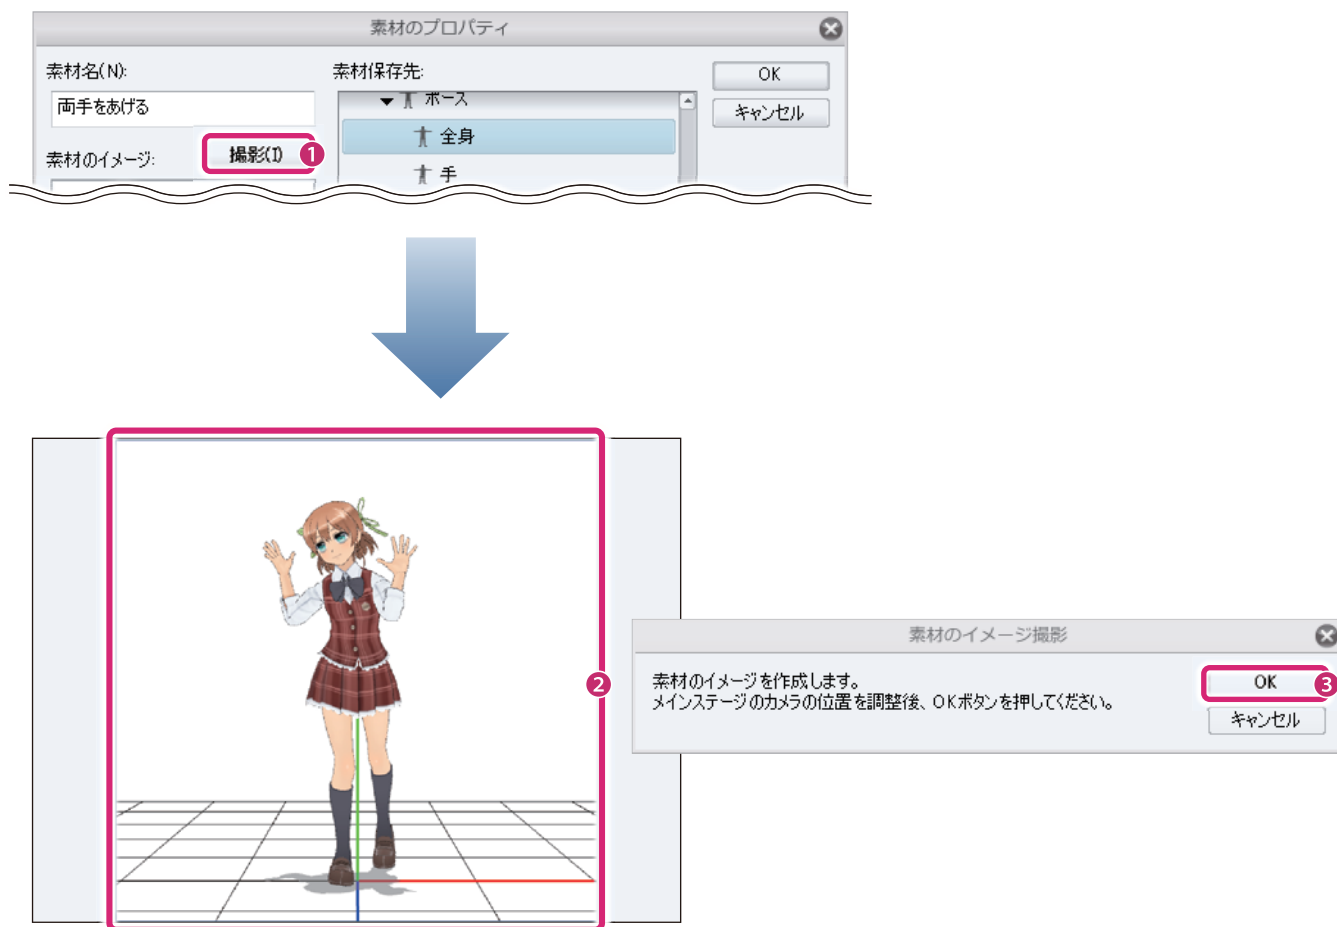 素材のプロパティ
素材名(N):
素材保存先:
OK
両手をあげる
ポーズ
キャンセル
全身
素材のイメージ:
撮影(I)
1
手
2
素材のイメージ撮影
素材のイメージを作成します。
メインステージのカメラの位置を調整後、OKボタンを押してください。
OK
3
キャンセル